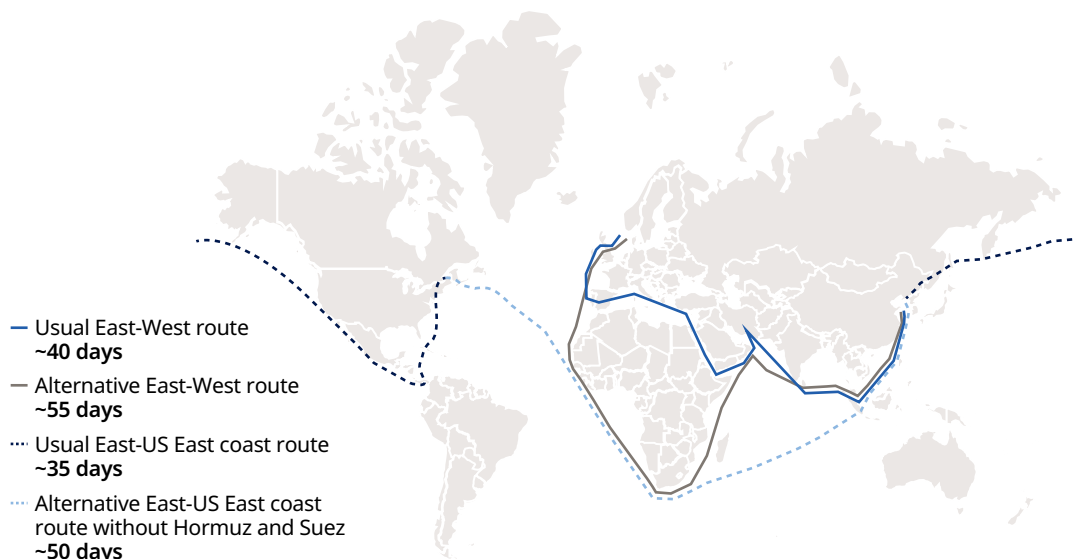 Usual East-West route
~40 days
Alternative East-West route
~55 days
Usual East-US East coast route
~35 days
Alternative East-US East coast
route without Hormuz and Suez
~50 days